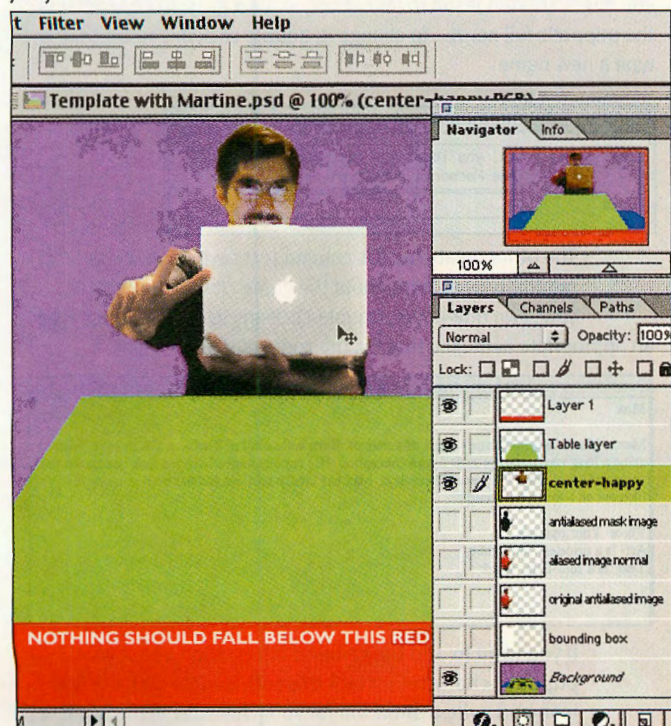 t Filter View Window Help
Template with Martine.psd @ 100% (center-happy RGB)
Navigator Info
100%
Layers Channels Paths
Normal Opacity: 100%
Lock:
Layer 1
Table layer
center-happy
antialiased mask image
aliased image normal
original antialiased image
bounding box
Background
NOTHING SHOULD FALL BELOW THIS RED